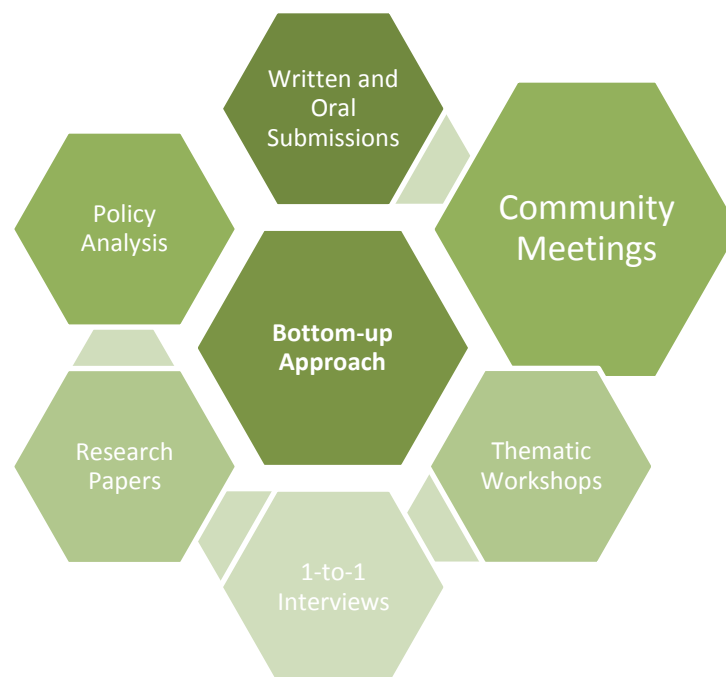 Written and
Oral
Submissions
Community
Meetings
Policy
Analysis
Bottom-up
Approach
Thematic
Workshops
Research
Papers
1-to-1
Interviews